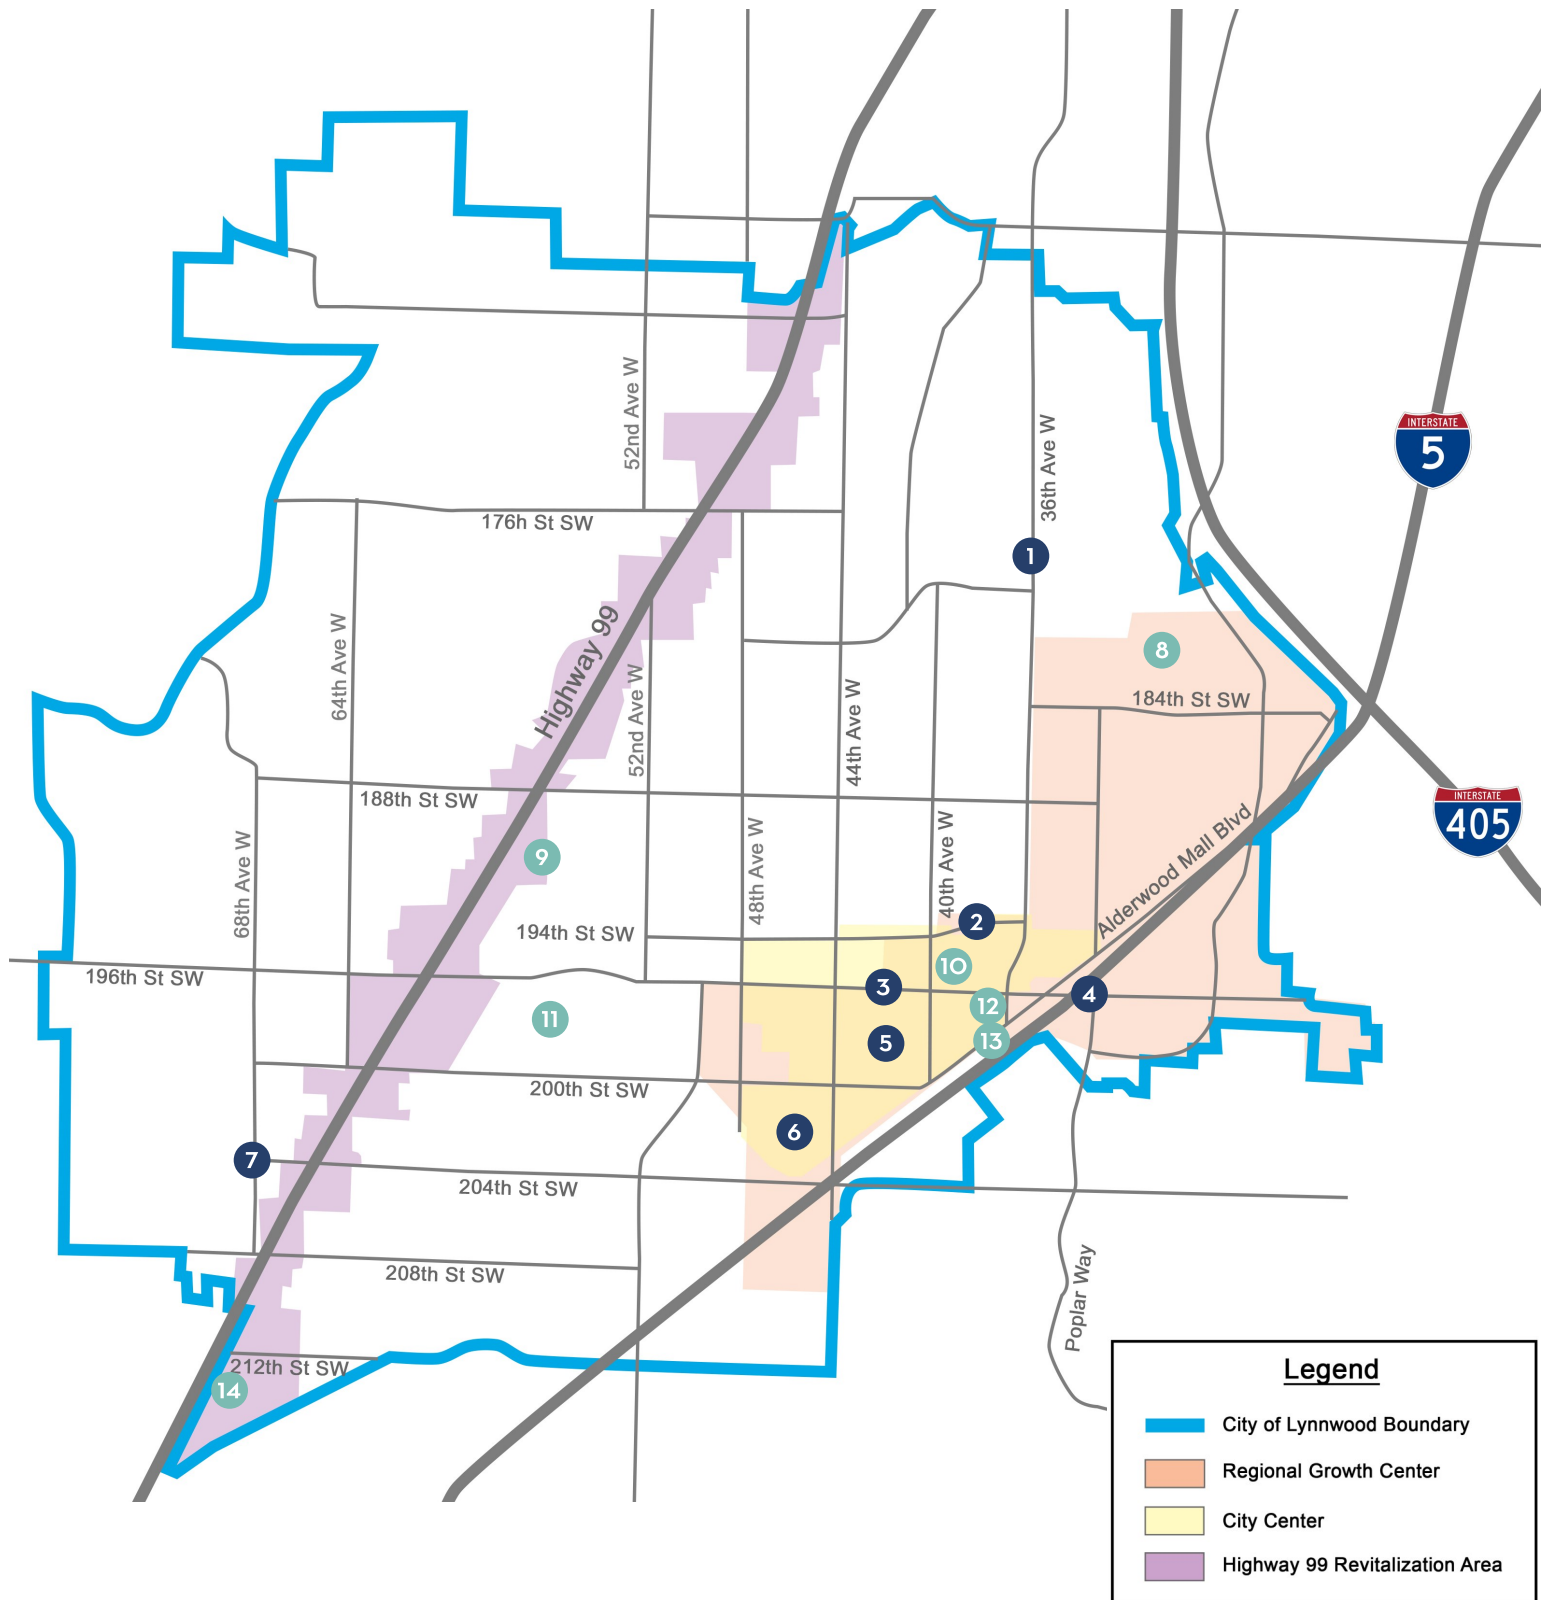 52nd Ave W
36th Ave W
INTERSTATE
5
176th St SW
1
64th Ave W
Highway 99
8
52nd Ave W
44th Ave W
184th St SW
188th St SW
INTERSTATE
405
68th Ave W
9
48th Ave W
40th Ave W
Alderwood Mall Blvd
194th St SW
2
196th St SW
10
3
4
11
12
5
13
200th St SW
6
7
204th St SW
208th St SW
Poplar Way
212th St SW
14
Legend
City of Lynnwood Boundary
Regional Growth Center
City Center
Highway 99 Revitalization Area